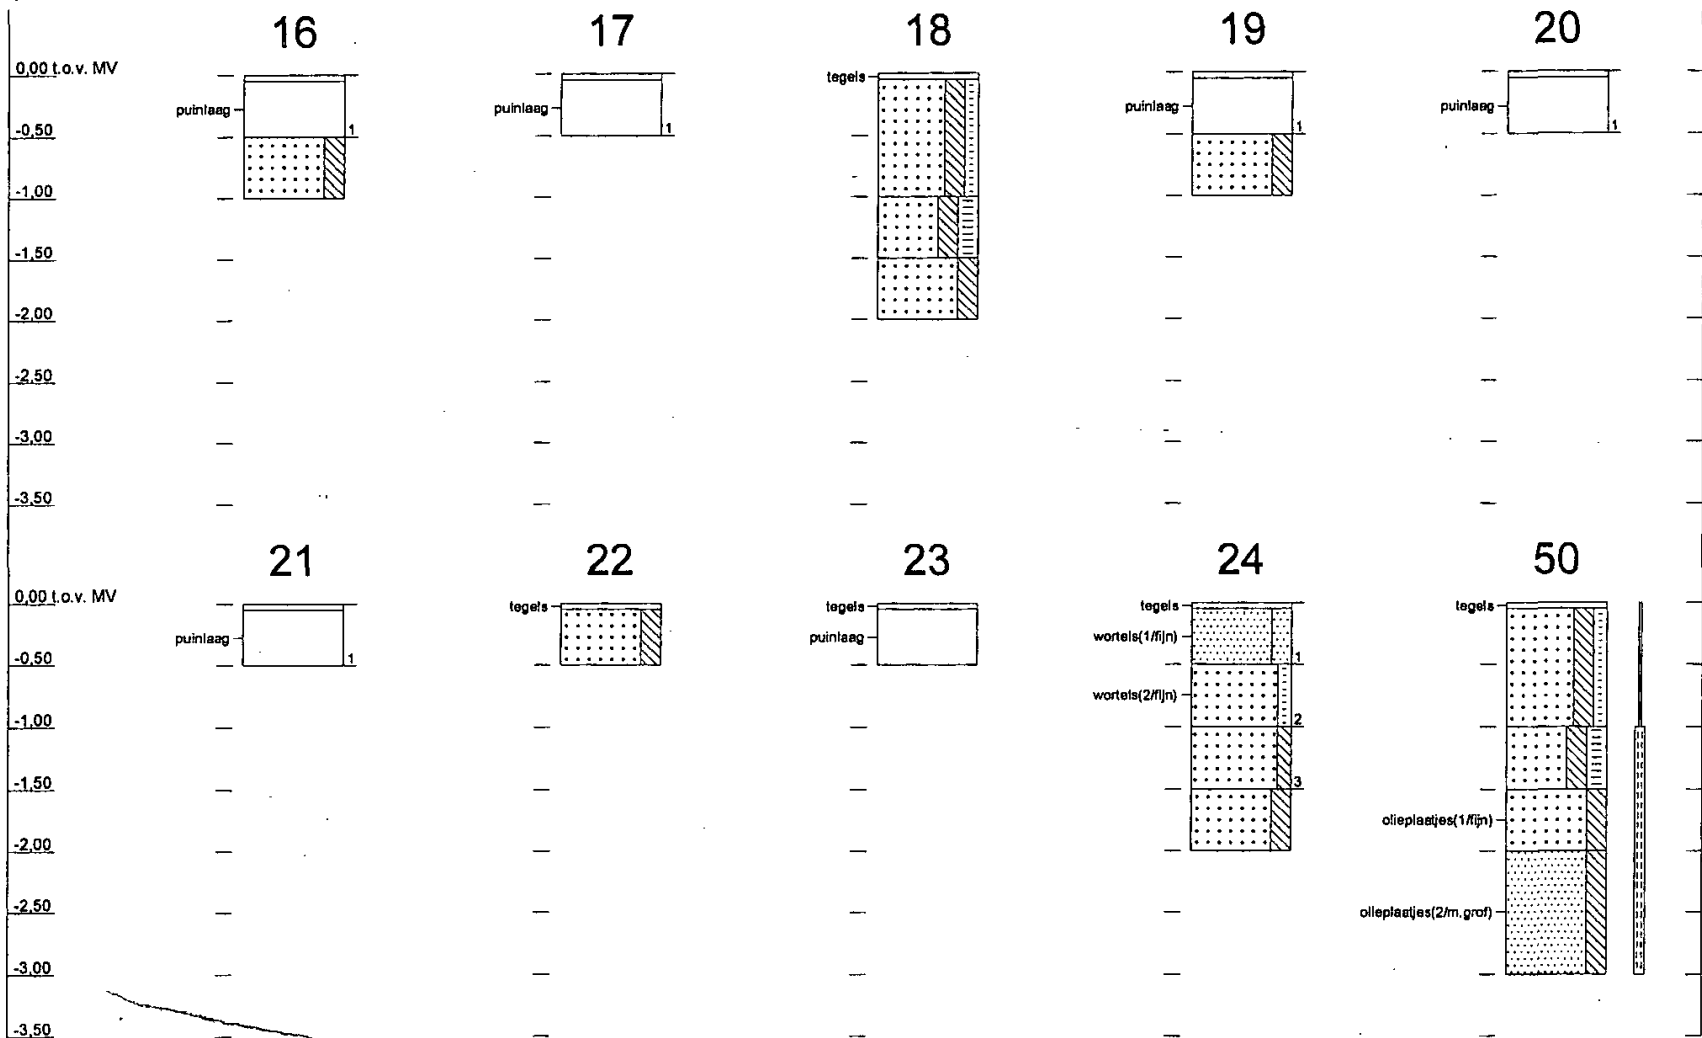 16 17 18 19 20
0,00 t.o.v. MV
tegels
puinlaag puinlaag puinlaag puinlaag
-0,50
1 1 1 1
-1,00
-1,50
-2,00
-2,50
-3,00
-3,50
21 22 23 24 50
0,00 t.o.v. MV
tegels tegels tegels tegels
puinlaag puinlaag wortels(1/fijn)
-0,50
1 1
wortels(2/fijn)
-1,00
2
-1,50
3
olieplaatjes(1/fijn)
-2,00
-2,50
olieplaatjes(2/m.grof)
-3,00
-3,50